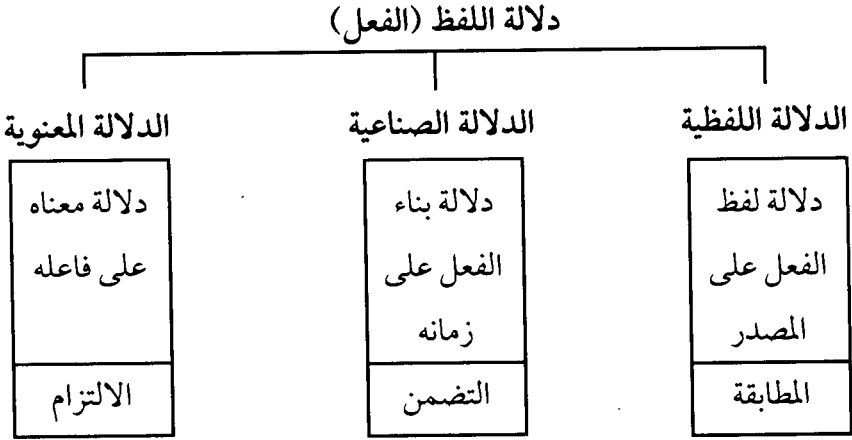 دلالة اللفظ (الفعل)
الدلالة اللفظية
دلالة لفظ
الفعل على
المصدر
المطابقة
الدلالة الصناعية
دلالة بناء
الفعل على
زمانه
التضمن
الدلالة المعنوية
دلالة معناه
على فاعله
الالتزام